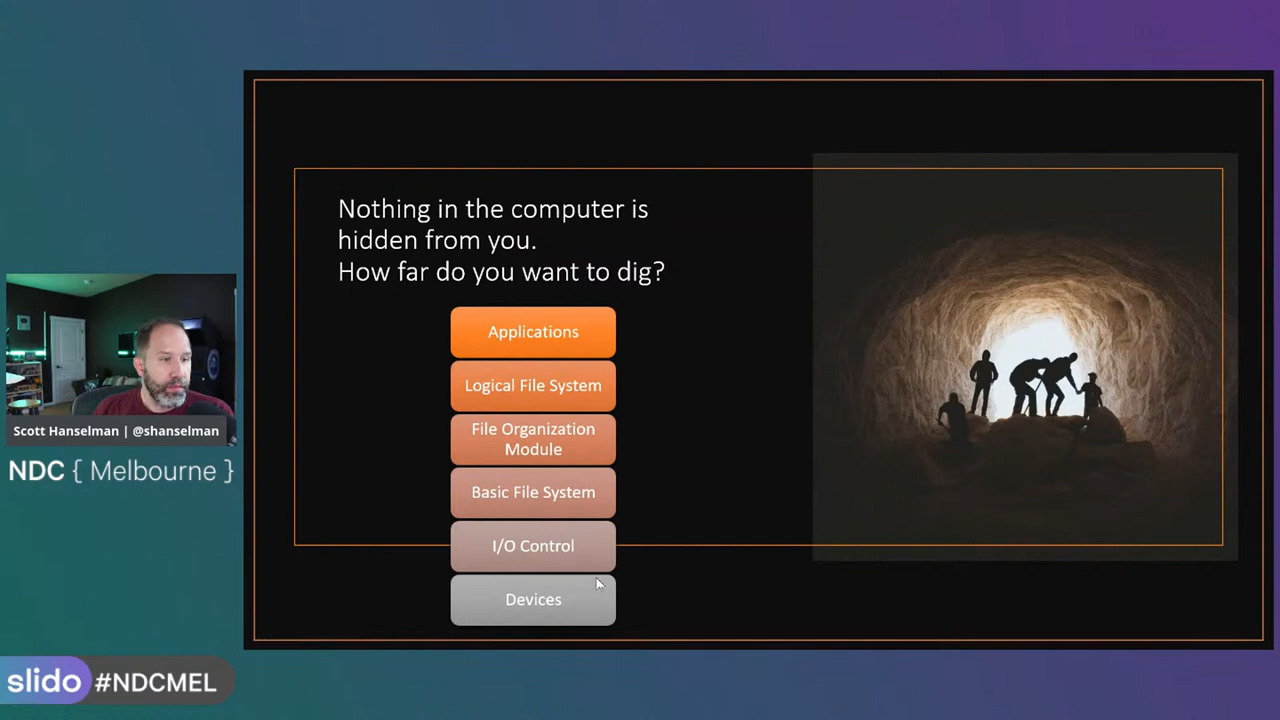 Nothing in the computer is
hidden from you.
How far do you want to dig?
Applications
Logical File System
File Organization
Module
Basic File System
I/O Control
Devices
Scott Hanselman | @shanselman
NDC { Melbourne }
slido #NDCMEL